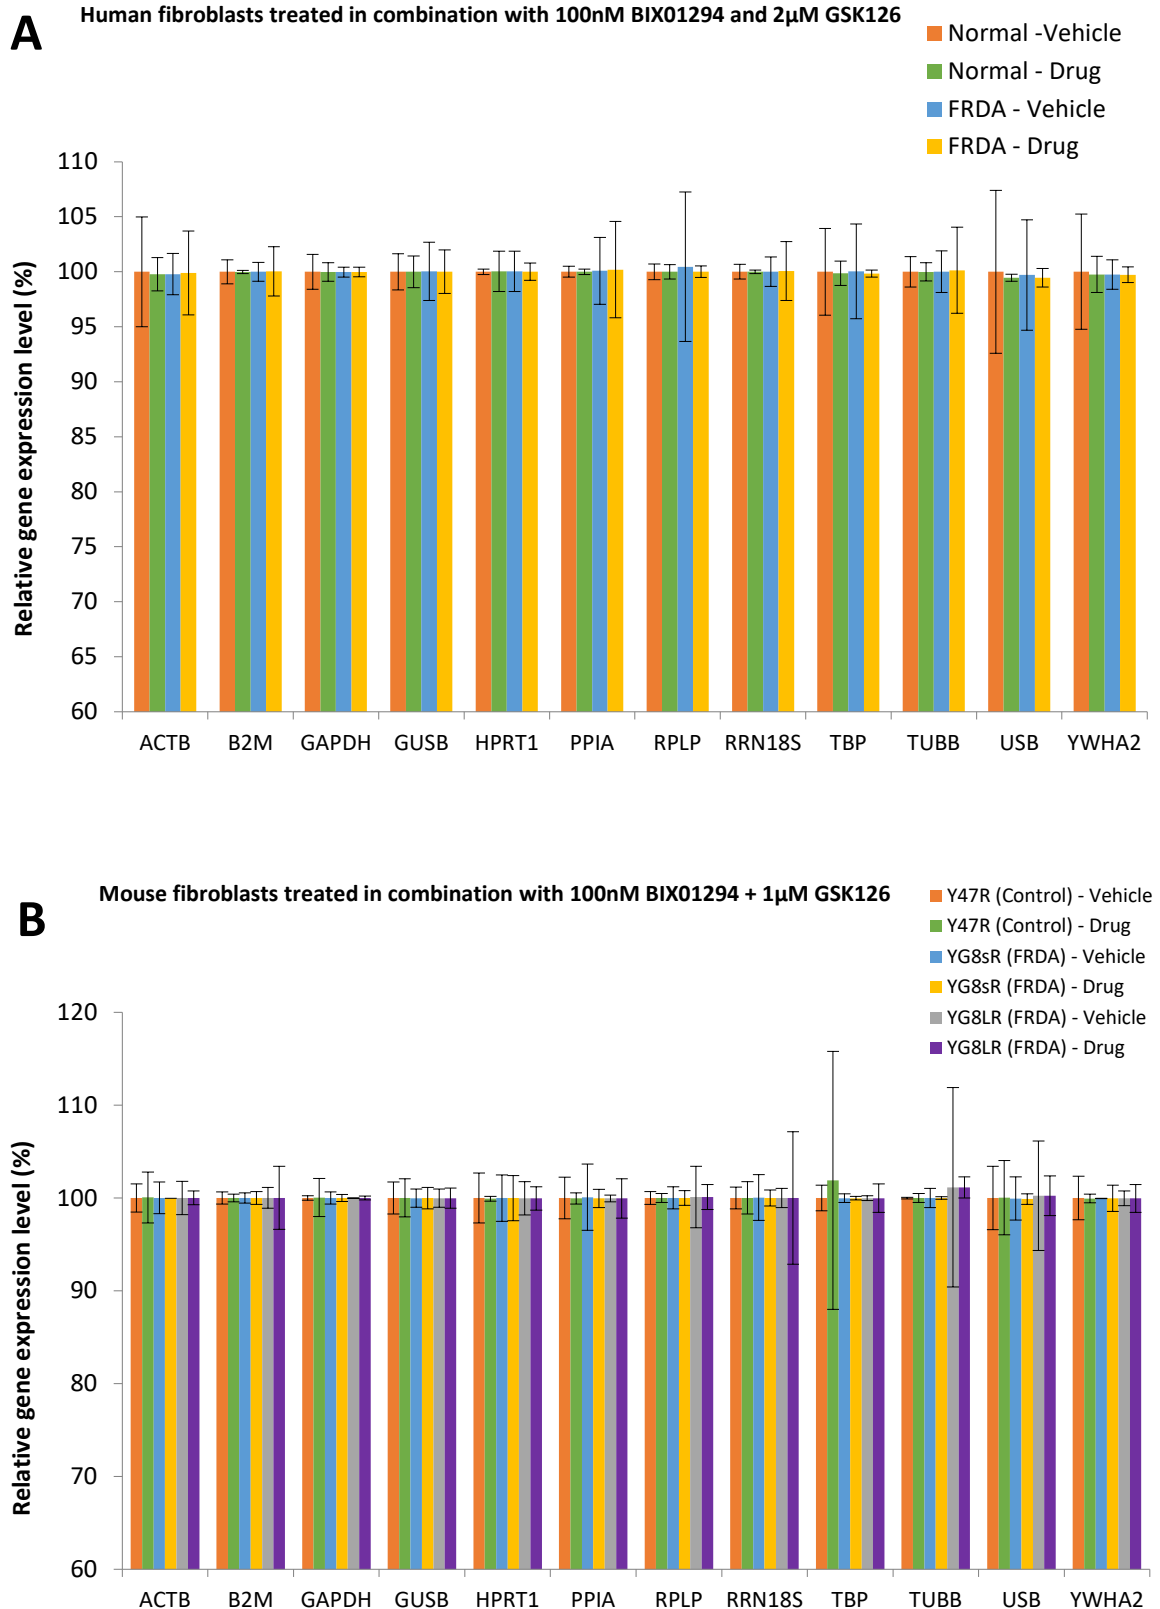 Human fibroblasts treated in combination with 100nM BIX01294 and 2µM GSK126
A
Normal -Vehicle
Normal - Drug
FRDA - Vehicle
FRDA - Drug
Relative gene expression level (%)
110
105
100
95
90
85
80
75
70
65
60
ACTB B2M GAPDH GUSB HPRT1 PPIA RPLP RRN18S TBP TUBB USB YWHA2
Mouse fibroblasts treated in combination with 100nM BIX01294 + 1µM GSK126
B
Y47R (Control) - Vehicle
Y47R (Control) - Drug
YG8sR (FRDA) - Vehicle
YG8sR (FRDA) - Drug
YG8LR (FRDA) - Vehicle
YG8LR (FRDA) - Drug
Relative gene expression level (%)
120
110
100
90
80
70
60
ACTB B2M GAPDH GUSB HPRT1 PPIA RPLP RRN18S TBP TUBB USB YWHA2